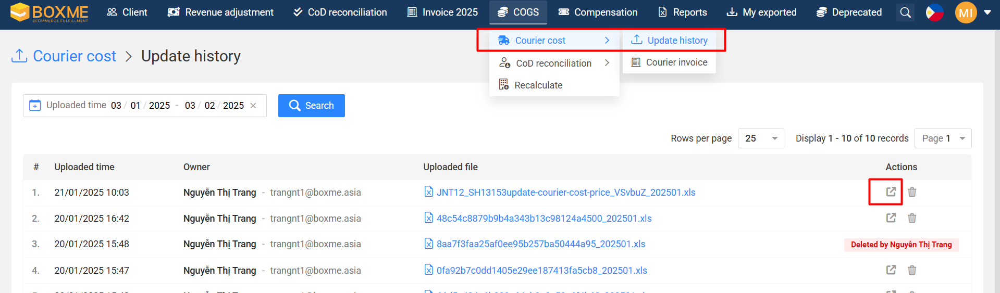 BOXME
ECOMMERCE FULFILLMENT
Client
Revenue adjustment
CoD reconciliation
Invoice 2025
COGS
Compensation
Reports
My exported
Deprecated
MI
Courier cost
Update history
CoD reconciliation
Courier invoice
Recalculate
Courier cost > Update history
Uploaded time 03 / 01 / 2025 - 03 / 02 / 2025
Search
Rows per page 25 Display 1 - 10 of 10 records Page 1
# Uploaded time Owner Uploaded file Actions
1. 21/01/2025 10:03 Nguyễn Thị Trang - trangnt1@boxme.asia JNT12_SH13153update-courier-cost-price_VSvbuZ_202501.xls
2. 20/01/2025 16:42 Nguyễn Thị Trang - trangnt1@boxme.asia 48c54c8879b9b4a343b13c98124a4500_202501.xls
3. 20/01/2025 15:48 Nguyễn Thị Trang - trangnt1@boxme.asia 8aa7f3faa25af0ee95b257ba50444a95_202501.xls Deleted by Nguyễn Thị Trang
4. 20/01/2025 15:47 Nguyễn Thị Trang - trangnt1@boxme.asia 0fa92b7c0dd1405e29ee187413fa5cb8_202501.xls